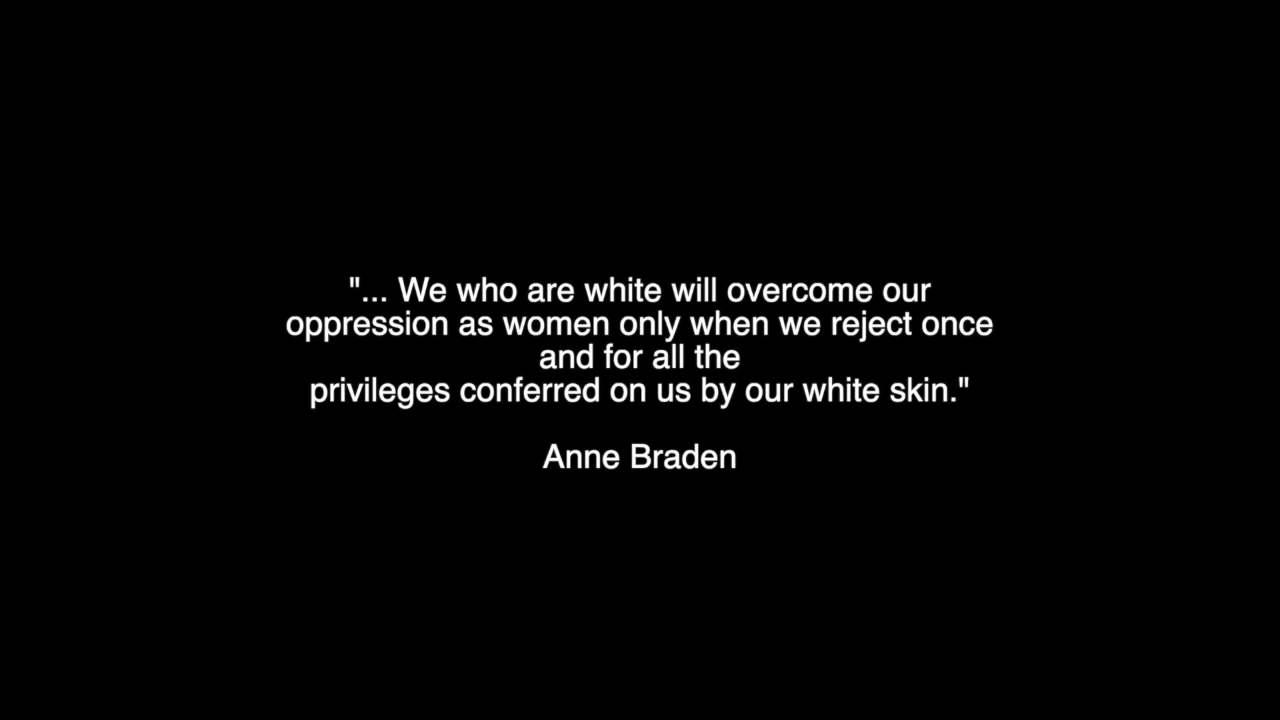 "... We who are white will overcome our
oppression as women only when we reject once
and for all the
privileges conferred on us by our white skin."
Anne Braden